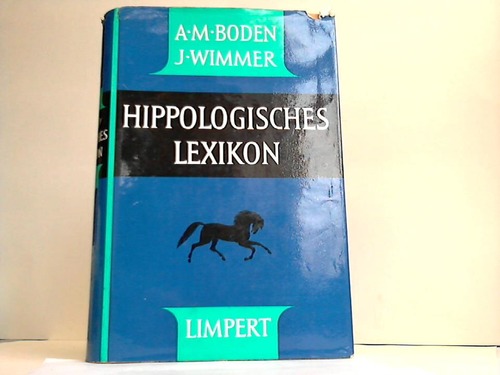 A·M·BODEN
J·WIMMER
HIPPOLOGISCHES
LEXIKON
LIMPERT